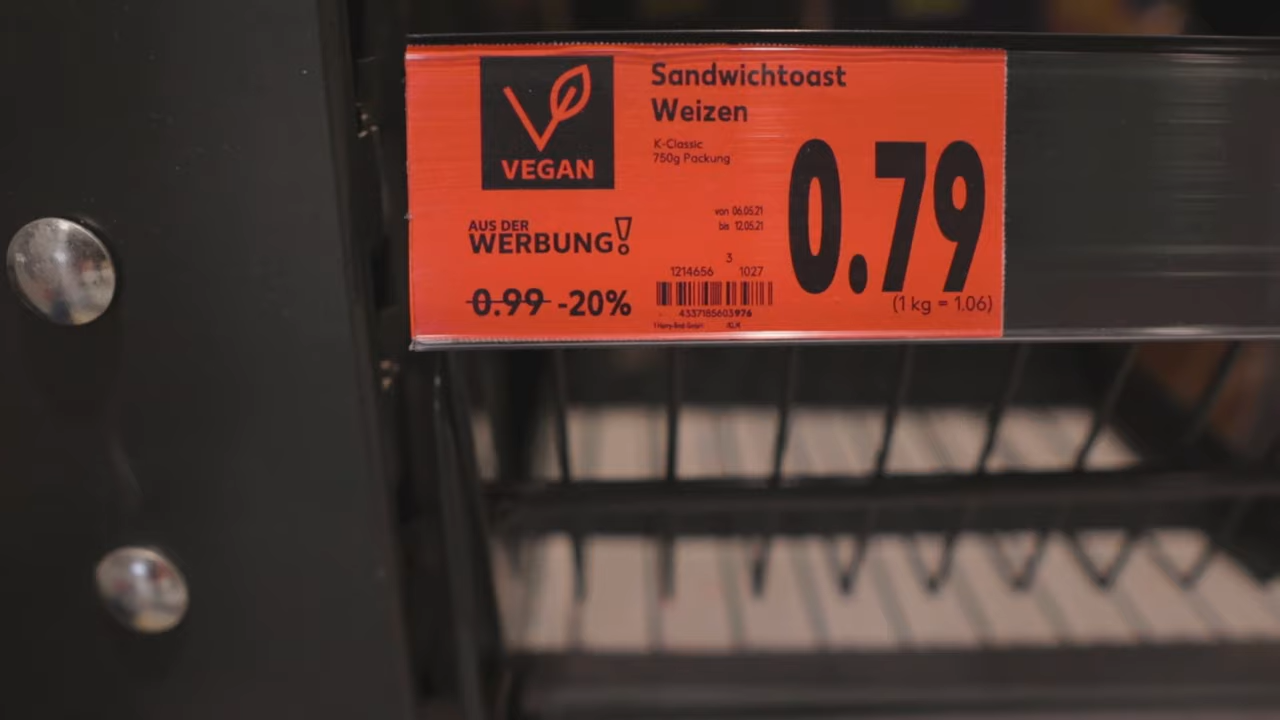 VEGAN
Sandwichtoast
Weizen
K-Classic
750g Packung
0.79
AUS DER
WERBUNG!
von 06.05.21
bis 12.05.21
3
1214656 1027
0.99 -20%
4337185603976
(1 kg = 1.06)